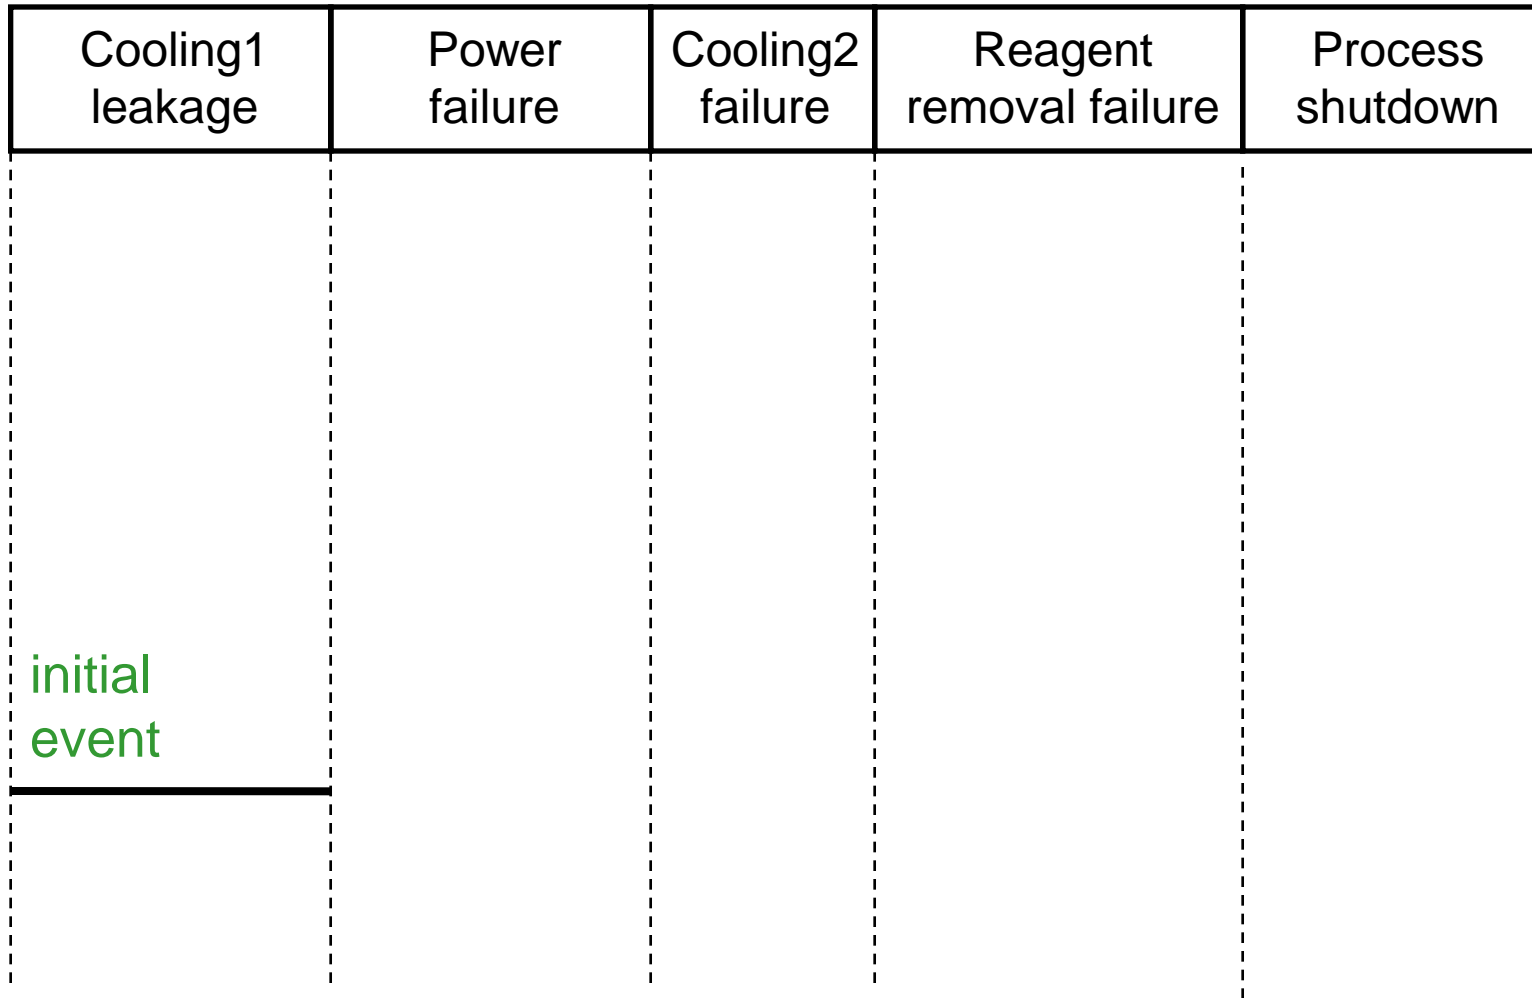 Cooling1
leakage
Power
failure
Cooling2
failure
Reagent
removal failure
Process
shutdown
initial
event